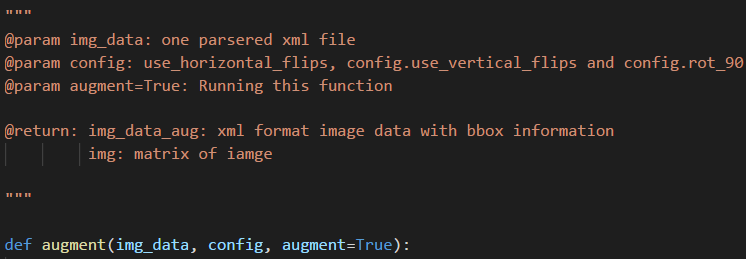 """
@param img_data: one parsered xml file
@param config: use_horizontal_flips, config.use_vertical_flips and config.rot_90
@param augment=True: Running this function
@return: img_data_aug: xml format image data with bbox information
img: matrix of iamge
"""
def augment(img_data, config, augment=True):